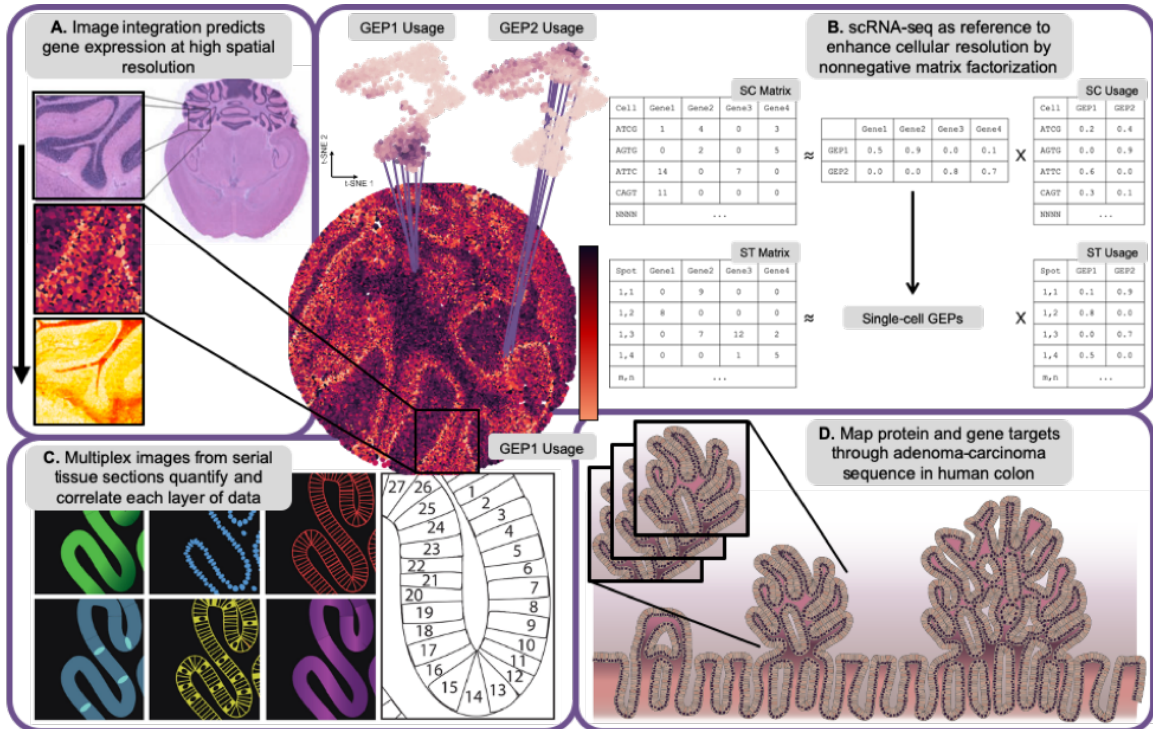 A. Image integration predicts
gene expression at high spatial
resolution
GEP1 Usage
GEP2 Usage
t-SNE 2
t-SNE 1
B. scRNA-seq as reference to
enhance cellular resolution by
nonnegative matrix factorization
SC Matrix
Cell Gene1 Gene2 Gene3 Gene4
ATCG 1 4 0 3
AGTG 0 2 0 5
ATTC 14 0 7 0
CAGT 11 0 0 0
NNNN ...
≈
Gene1 Gene2 Gene3 Gene4
GEP1 0.5 0.9 0.0 0.1
GEP2 0.0 0.0 0.8 0.7
X
SC Usage
Cell GEP1 GEP2
ATCG 0.2 0.4
AGTG 0.0 0.9
ATTC 0.6 0.0
CAGT 0.3 0.1
NNNN ...
ST Matrix
Spot Gene1 Gene2 Gene3 Gene4
1,1 0 9 0 0
1,2 8 0 0 0
1,3 0 7 12 2
1,4 0 0 1 5
m,n ...
≈
Single-cell GEPs
X
ST Usage
Spot GEP1 GEP2
1,1 0.1 0.9
1,2 0.8 0.0
1,3 0.0 0.7
1,4 0.5 0.0
m,n ...
GEP1 Usage
C. Multiplex images from serial
tissue sections quantify and
correlate each layer of data
1
2
3
4
5
6
7
8
9
10
11
12
13
14
15
16
17
18
19
20
21
22
23
24
25
26
27
D. Map protein and gene targets
through adenoma-carcinoma
sequence in human colon